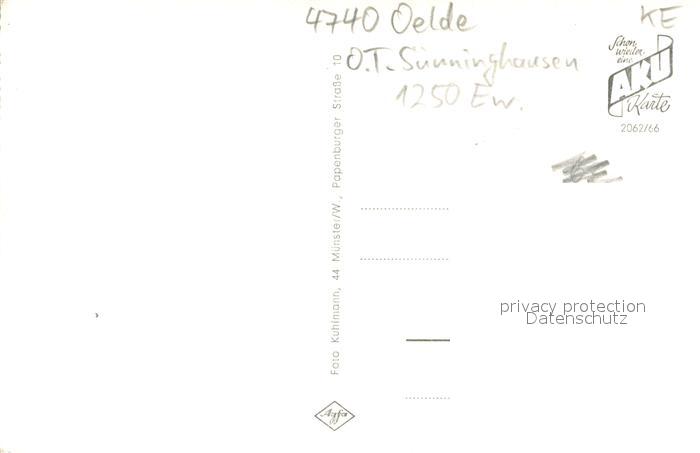 4740 Oelde
O.T. Sünninghausen
1250 Ew.
KE
Schon
wieder
eine
AKU
Karte
2062/66
Foto Kuhlmann, 44 Münster/W., Papenburger Straße 10
privacy protection
Datenschutz
Agfa